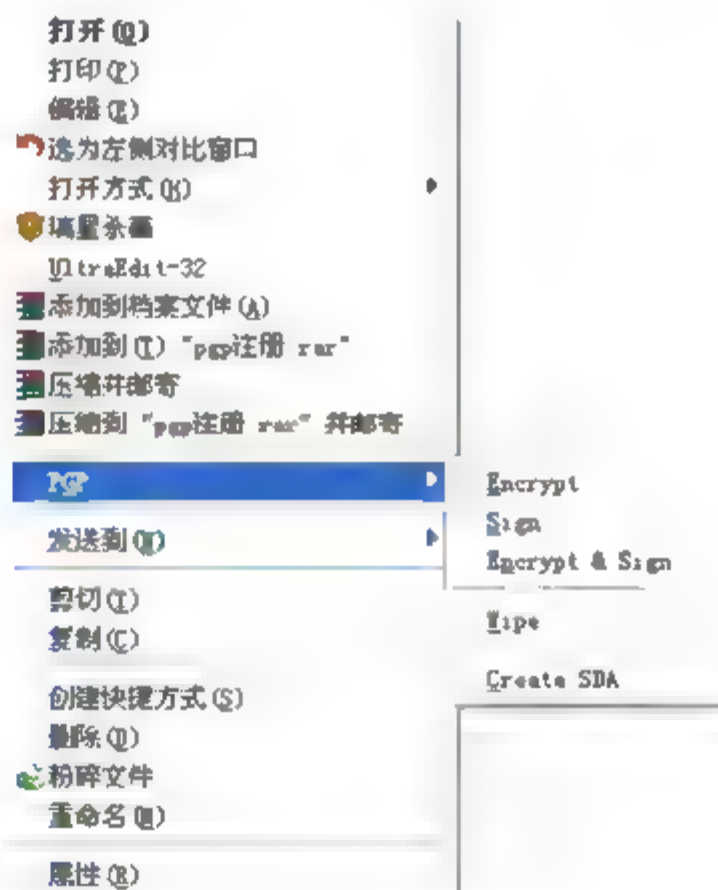 打开(O)
打印(P)
编辑(E)
选为左侧对比窗口
打开方式(H)
瑞星杀毒
UltraEdit-32
添加到档案文件(A)
添加到(T) "pgp注册 rar"
压缩并邮寄
压缩到 "pgp注册 rar" 并邮寄
PGP
Encrypt
发送到(N)
Sign
Encrypt & Sign
剪切(T)
Wipe
复制(C)
Create SDA
创建快捷方式(S)
删除(D)
粉碎文件
重命名(M)
属性(R)